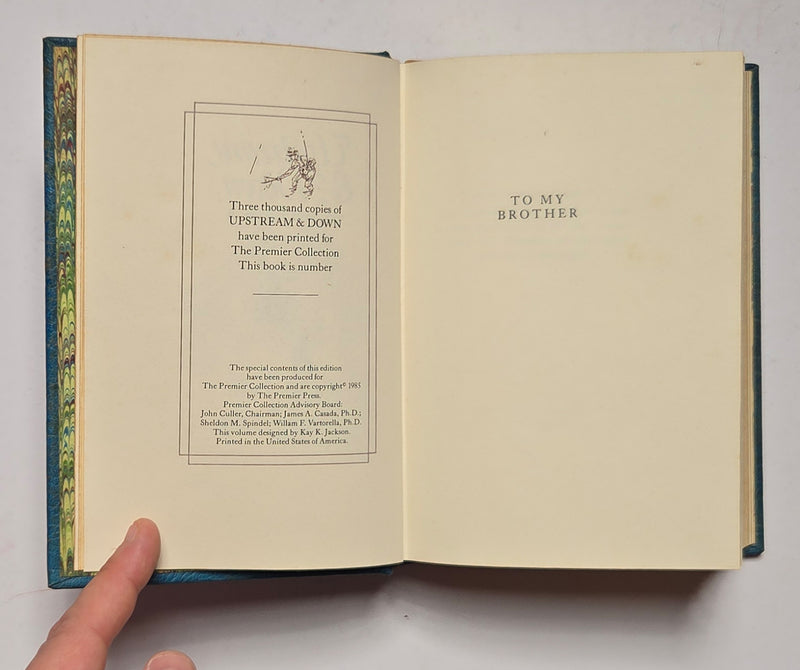 Three thousand copies of
UPSTREAM & DOWN
have been printed for
The Premier Collection
This book is number
The special contents of this edition
have been produced for
The Premier Collection and are copyright© 1985
by The Premier Press.
Premier Collection Advisory Board:
John Culler, Chairman; James A. Casada, Ph.D.;
Sheldon M. Spindel; Willam F. Vartorella, Ph.D.
This volume designed by Kay K. Jackson.
Printed in the United States of America.
TO MY
BROTHER